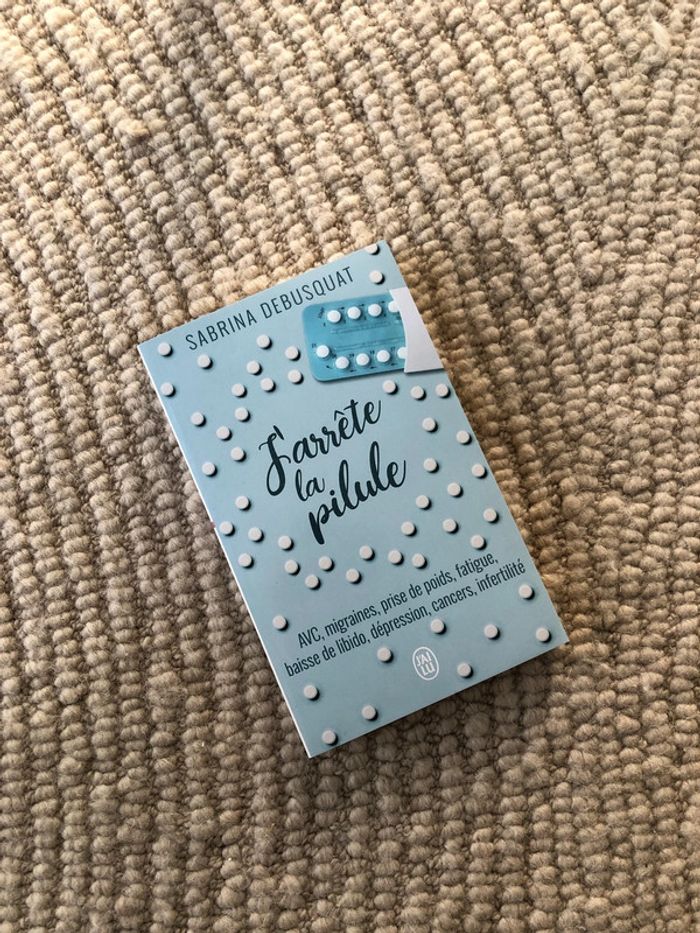 SABRINA DEBUSQUAT
J'arrête
la
pilule
AVC, migraines, prise de poids, fatigue,
baisse de libido, dépression, cancers, infertilité
J'AI
LU